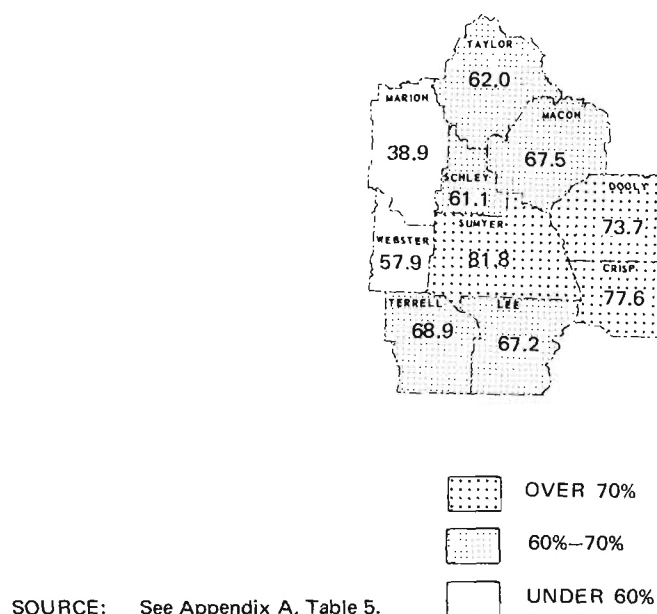 TAYLOR
62.0
MARION
38.9
MACON
67.5
SCHLEY
61.1
DOOLY
73.7
WEBSTER
57.9
SUMTER
81.8
CRISP
77.6
TERRELL
68.9
LEE
67.2
OVER 70%
60%–70%
UNDER 60%
SOURCE: See Appendix A, Table 5.